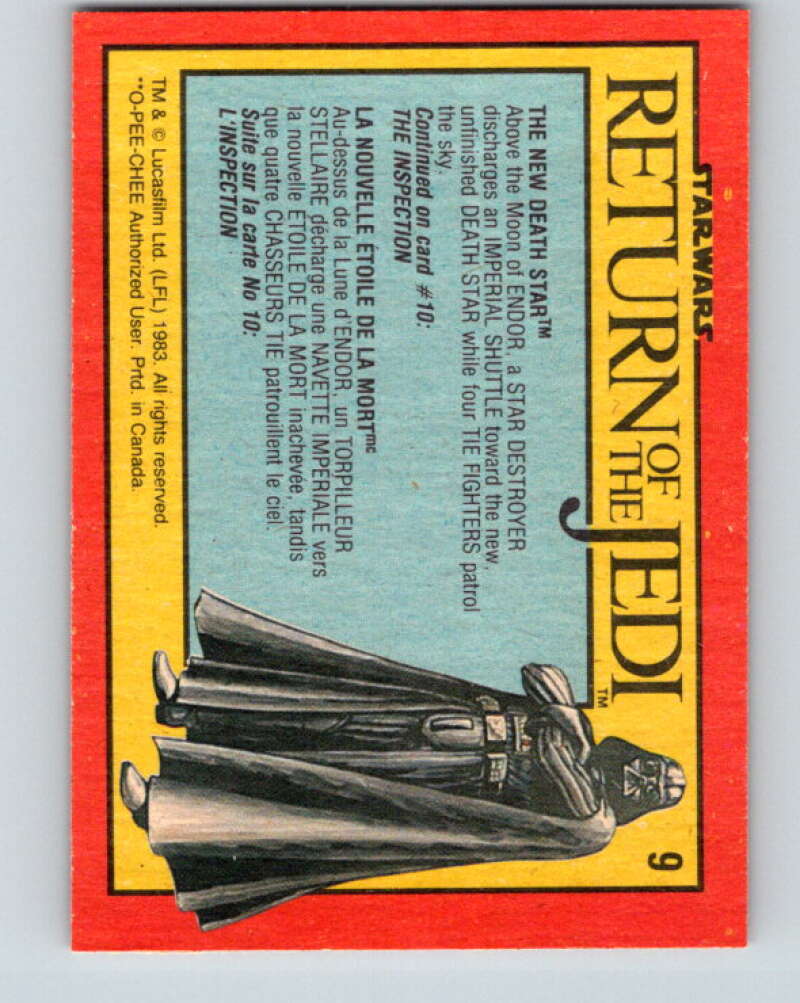 STAR WARS
RETURN OF THE JEDI™
9
THE NEW DEATH STAR™
Above the Moon of ENDOR, a STAR DESTROYER
discharges an IMPERIAL SHUTTLE toward the new,
unfinished DEATH STAR while four TIE FIGHTERS patrol
the sky.
Continued on card #10:
THE INSPECTION
LA NOUVELLE ÉTOILE DE LA MORTmc
Au-dessus de la Lune d'ENDOR, un TORPILLEUR
STELLAIRE décharge une NAVETTE IMPÉRIALE vers
la nouvelle ÉTOILE DE LA MORT inachevée, tandis
que quatre CHASSEURS TIE patrouillent le ciel.
Suite sur la carte No 10:
L'INSPECTION
TM & © Lucasfilm Ltd. (LFL) 1983. All rights reserved.
**O-PEE-CHEE Authorized User. Prtd. in Canada.